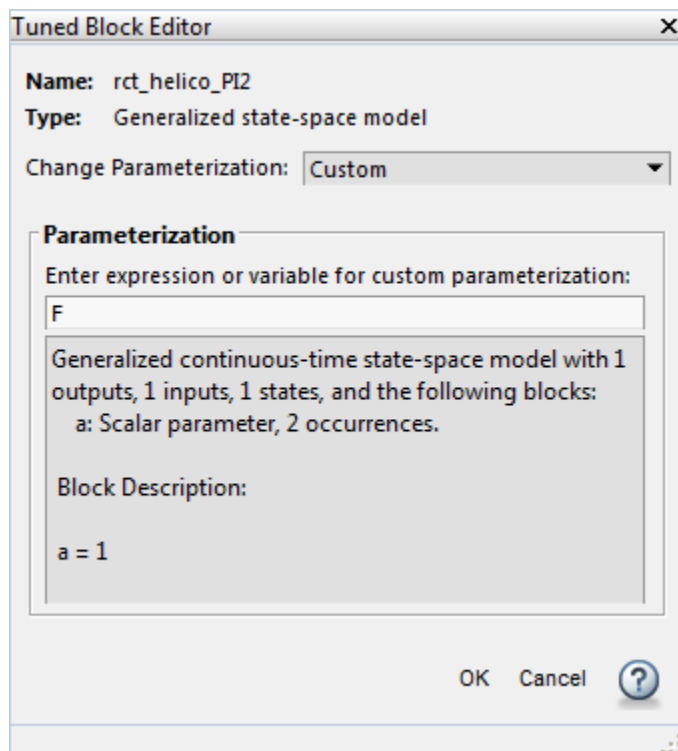 Tuned Block Editor
Name: rct_helico_PI2
Type: Generalized state-space model
Change Parameterization: Custom
Parameterization
Enter expression or variable for custom parameterization:
F
Generalized continuous-time state-space model with 1
outputs, 1 inputs, 1 states, and the following blocks:
a: Scalar parameter, 2 occurrences.
Block Description:
a = 1
OK Cancel ?